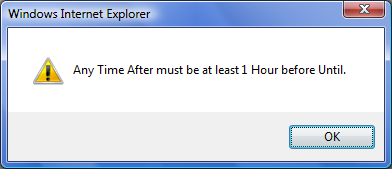 Windows Internet Explorer
Any Time After must be at least 1 Hour before Until.
OK